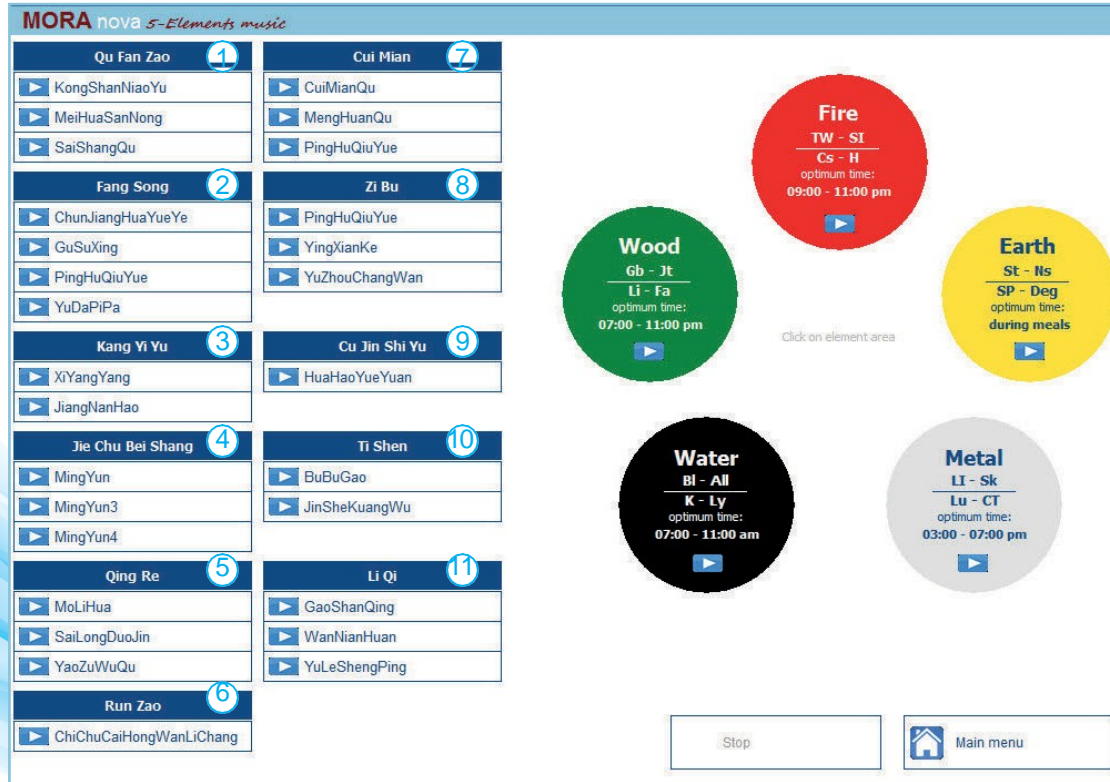 MORA nova 5-Elements music
Qu Fan Zao 1
KongShanNiaoYu
MeiHuaSanNong
SaiShangQu
Fang Song 2
ChunJiangHuaYueYe
GuSuXing
PingHuQiuYue
YuDaPiPa
Kang Yi Yu 3
XiYangYang
JiangNanHao
Jie Chu Bei Shang 4
MingYun
MingYun3
MingYun4
Qing Re 5
MoLiHua
SaiLongDuoJin
YaoZuWuQu
Run Zao 6
ChiChuCaiHongWanLiChang
Cui Mian 7
CuiMianQu
MengHuanQu
PingHuQiuYue
Zi Bu 8
PingHuQiuYue
YingXianKe
YuZhouChangWan
Cu Jin Shi Yu 9
HuaHaoYueYuan
Ti Shen 10
BuBuGao
JinSheKuangWu
Li Qi 11
GaoShanQing
WanNianHuan
YuLeShengPing
Fire
TW - SI
Cs - H
optimum time:
09:00 - 11:00 pm
Wood
Gb - Jt
Li - Fa
optimum time:
07:00 - 11:00 pm
Earth
St - Ns
SP - Deg
optimum time:
during meals
Click on element area
Water
Bl - All
K - Ly
optimum time:
07:00 - 11:00 am
Metal
LI - Sk
Lu - CT
optimum time:
03:00 - 07:00 pm
Stop
Main menu